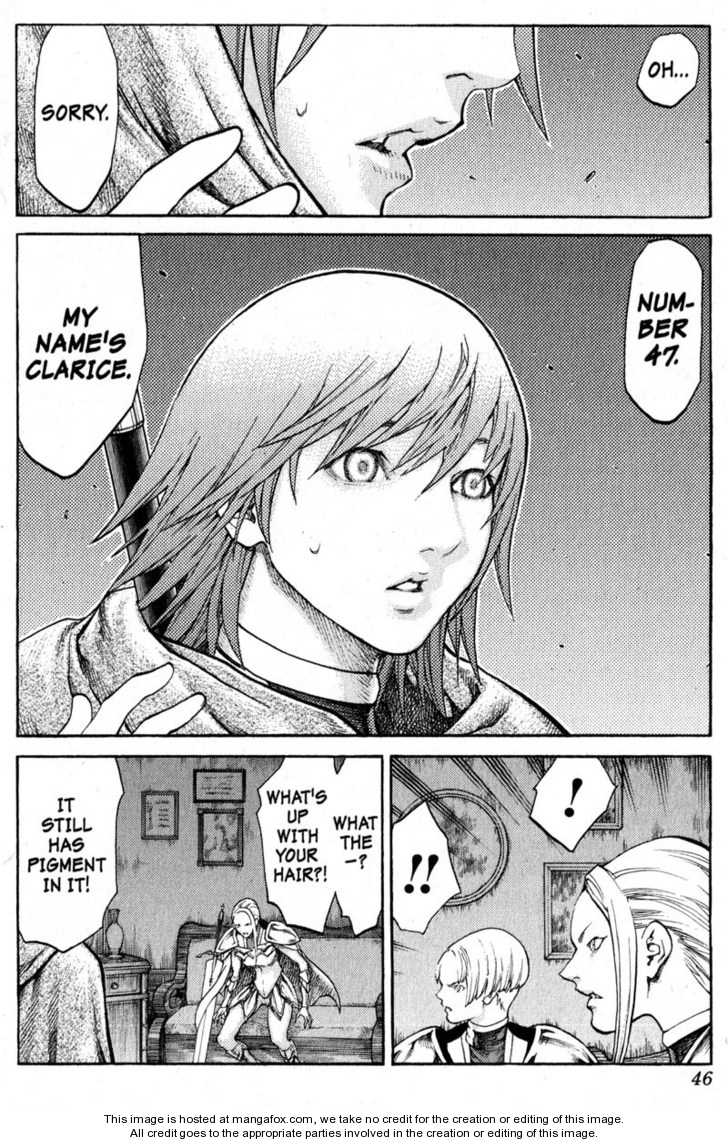 OH...
SORRY.
NUM-
BER
47.
MY
NAME'S
CLARICE.
!
!!
WHAT
THE
–?
WHAT'S
UP
WITH
YOUR
HAIR?!
IT
STILL
HAS
PIGMENT
IN IT!
46
This image is hosted at mangafox.com, we take no credit for the creation or editing of this image.
All credit goes to the appropriate parties involved in the creation or editing of this image.